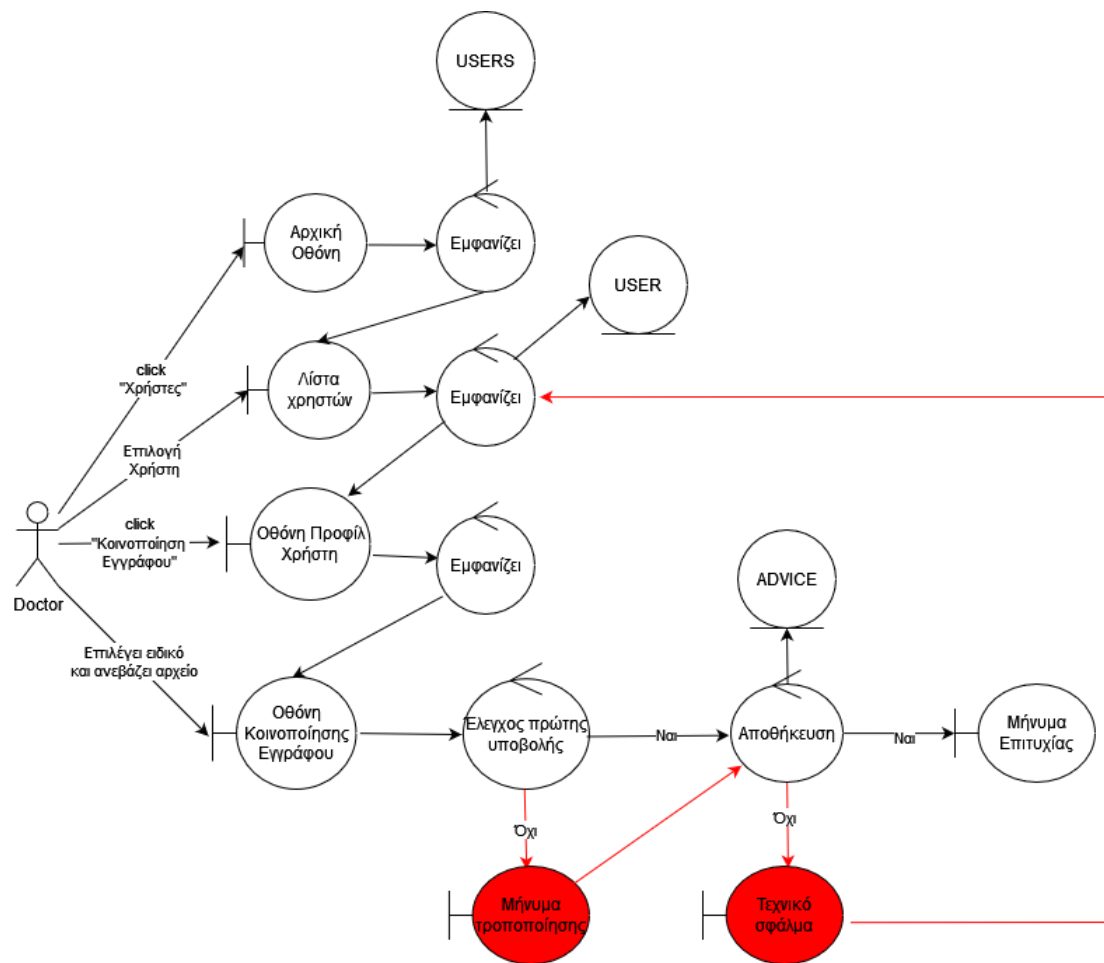 USERS
Αρχική
Οθόνη
Εμφανίζει
USER
click
"Χρήστες"
Λίστα
χρηστών
Εμφανίζει
Επιλογή
Χρήστη
click
"Κοινοποίηση
Εγγράφου"
Οθόνη Προφίλ
Χρήστη
Εμφανίζει
ADVICE
Doctor
Επιλέγει ειδικό
και ανεβάζει αρχείο
Οθόνη
Κοινοποίησης
Εγγράφου
Έλεγχος πρώτης
υποβολής
Ναι
Αποθήκευση
Ναι
Μήνυμα
Επιτυχίας
Όχι
Όχι
Μήνυμα
τροποποίησης
Τεχνικό
σφάλμα